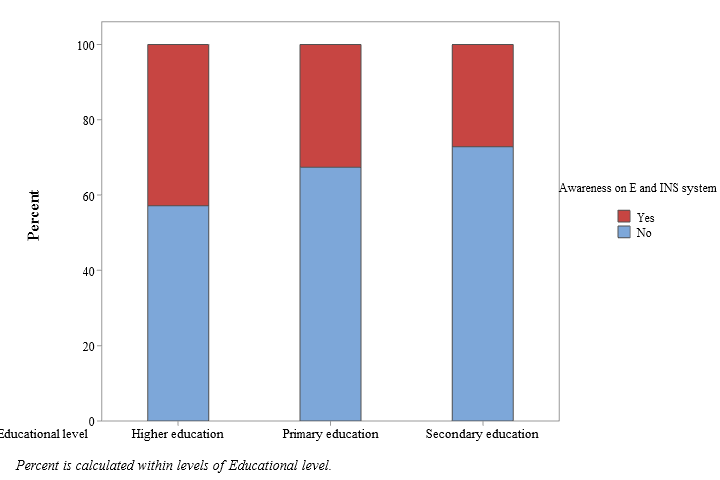 100
80
60
40
20
0
Percent
Awareness on E and INS system
Yes
No
Educational level
Higher education
Primary education
Secondary education
Percent is calculated within levels of Educational level.